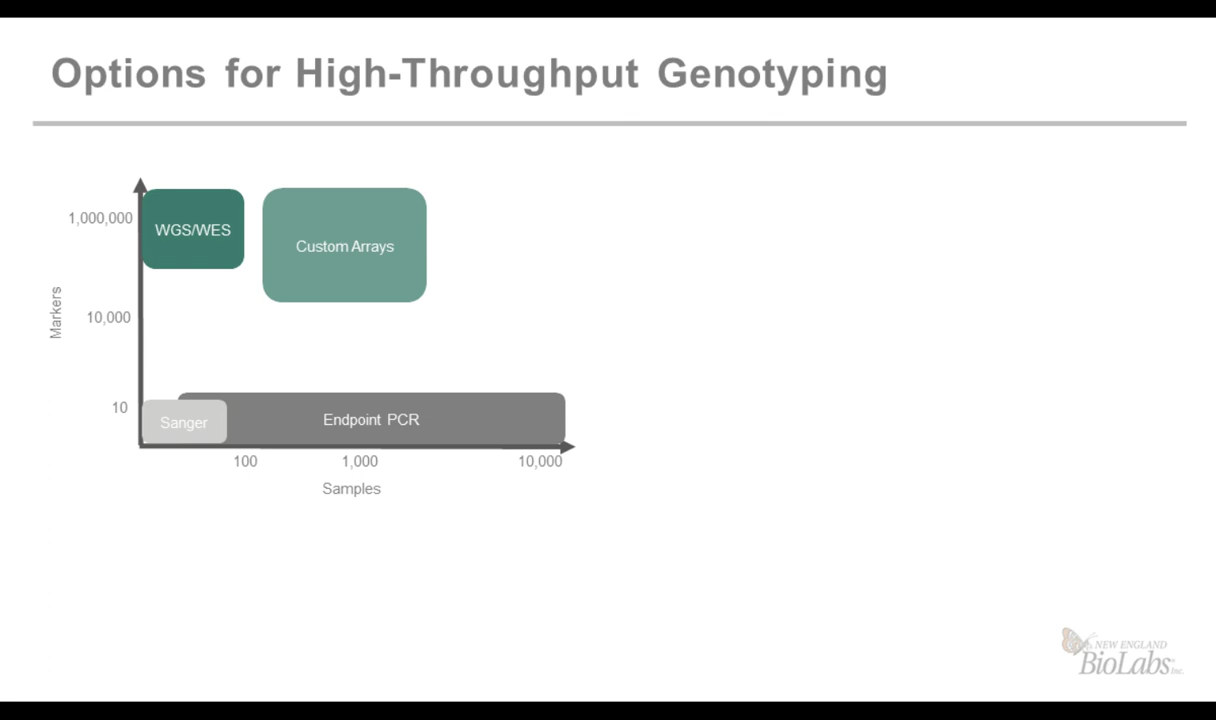 Options for High-Throughput Genotyping
1,000,000
WGS/WES
Custom Arrays
Markers
10,000
10
Sanger
Endpoint PCR
100
1,000
10,000
Samples
NEW ENGLAND
BioLabs Inc.